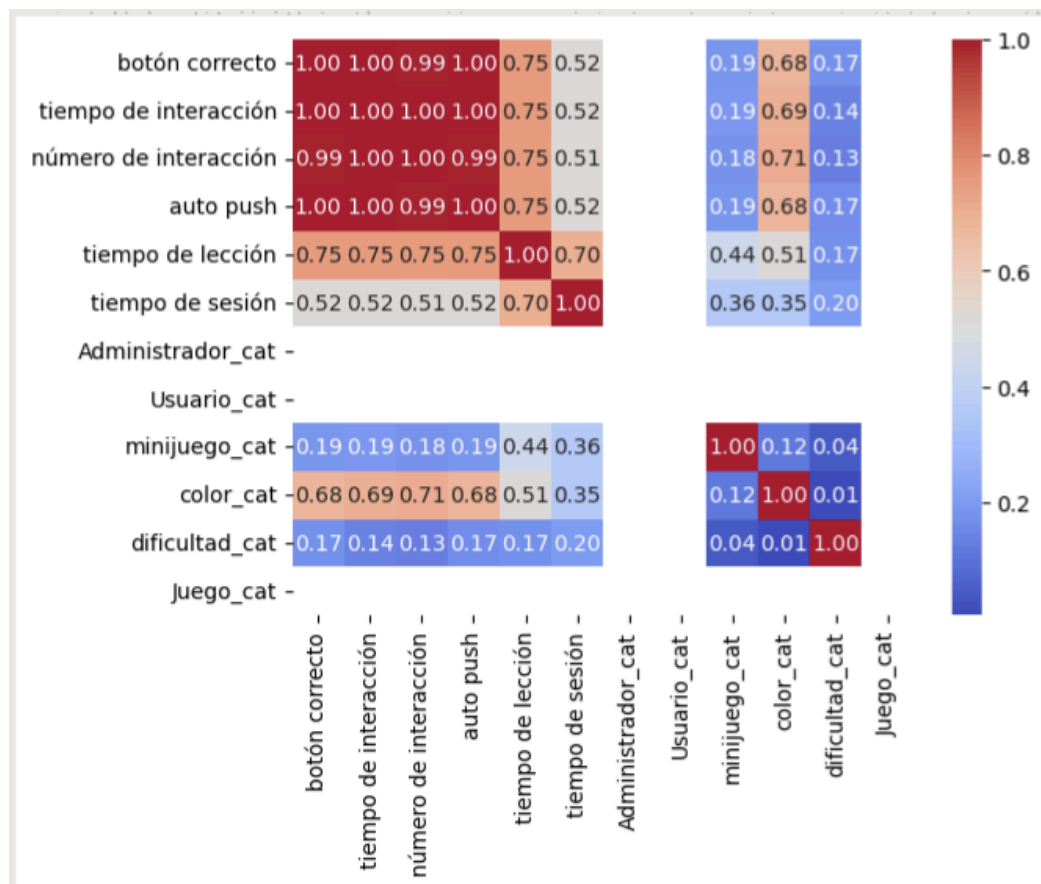 botón correcto 1.00 1.00 0.99 1.00 0.75 0.52 0.19 0.68 0.17
tiempo de interacción 1.00 1.00 1.00 1.00 0.75 0.52 0.19 0.69 0.14
número de interacción 0.99 1.00 1.00 0.99 0.75 0.51 0.18 0.71 0.13
auto push 1.00 1.00 0.99 1.00 0.75 0.52 0.19 0.68 0.17
tiempo de lección 0.75 0.75 0.75 0.75 1.00 0.70 0.44 0.51 0.17
tiempo de sesión 0.52 0.52 0.51 0.52 0.70 1.00 0.36 0.35 0.20
Administrador_cat
Usuario_cat
minijuego_cat 0.19 0.19 0.18 0.19 0.44 0.36 1.00 0.12 0.04
color_cat 0.68 0.69 0.71 0.68 0.51 0.35 0.12 1.00 0.01
dificultad_cat 0.17 0.14 0.13 0.17 0.17 0.20 0.04 0.01 1.00
Juego_cat
botón correcto
tiempo de interacción
número de interacción
auto push
tiempo de lección
tiempo de sesión
Administrador_cat
Usuario_cat
minijuego_cat
color_cat
dificultad_cat
Juego_cat
1.0
0.8
0.6
0.4
0.2